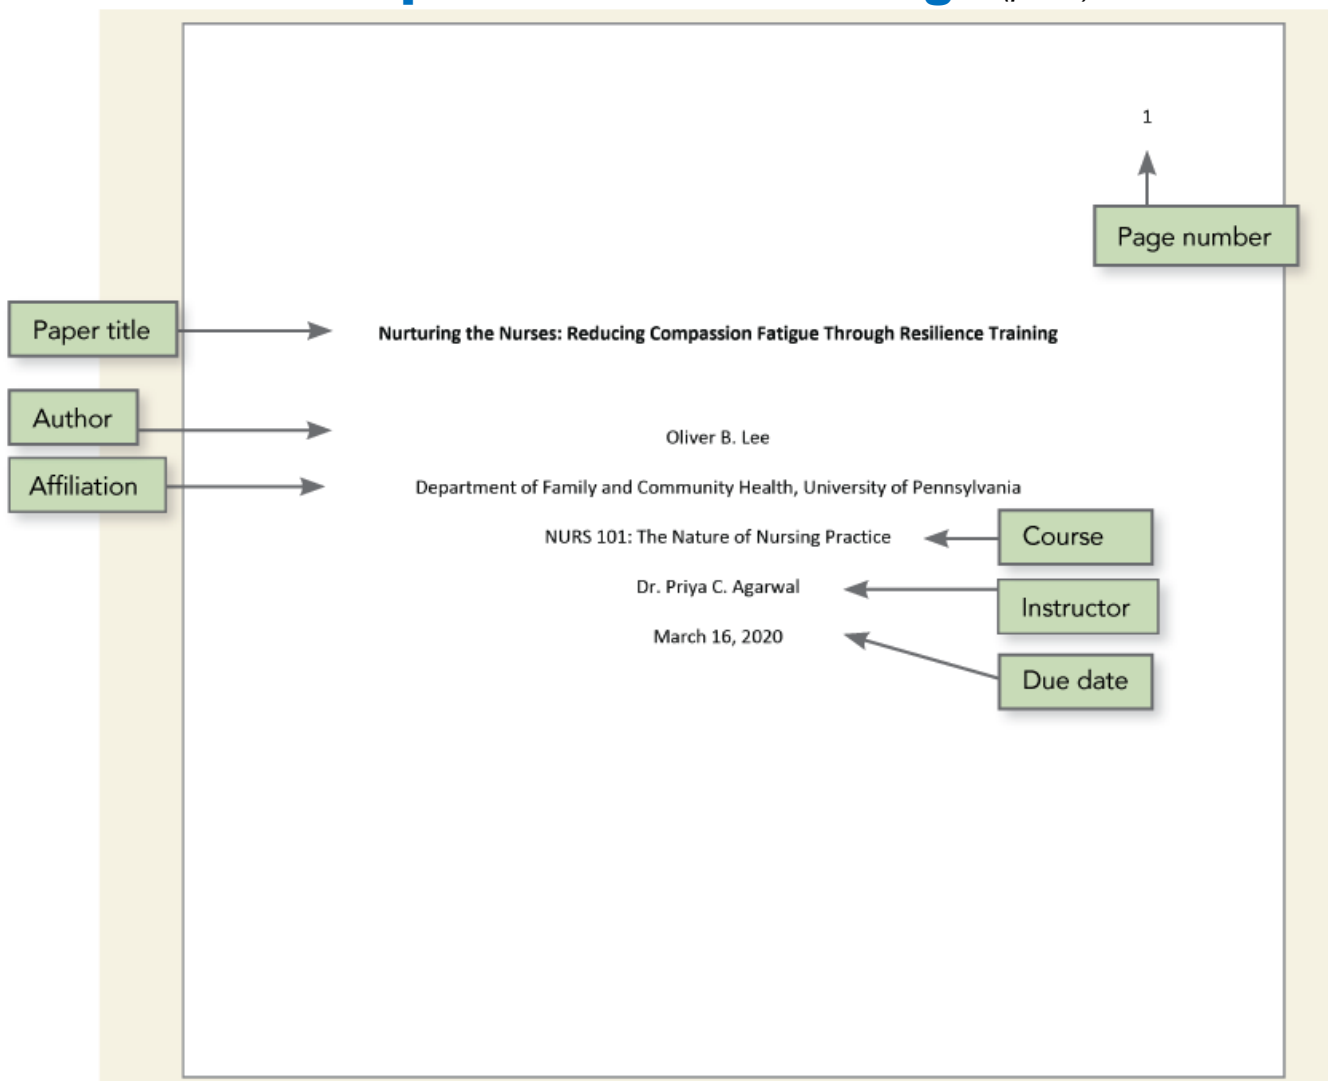 1
Page number
Paper title
Nurturing the Nurses: Reducing Compassion Fatigue Through Resilience Training
Author
Oliver B. Lee
Affiliation
Department of Family and Community Health, University of Pennsylvania
NURS 101: The Nature of Nursing Practice
Course
Dr. Priya C. Agarwal
Instructor
March 16, 2020
Due date